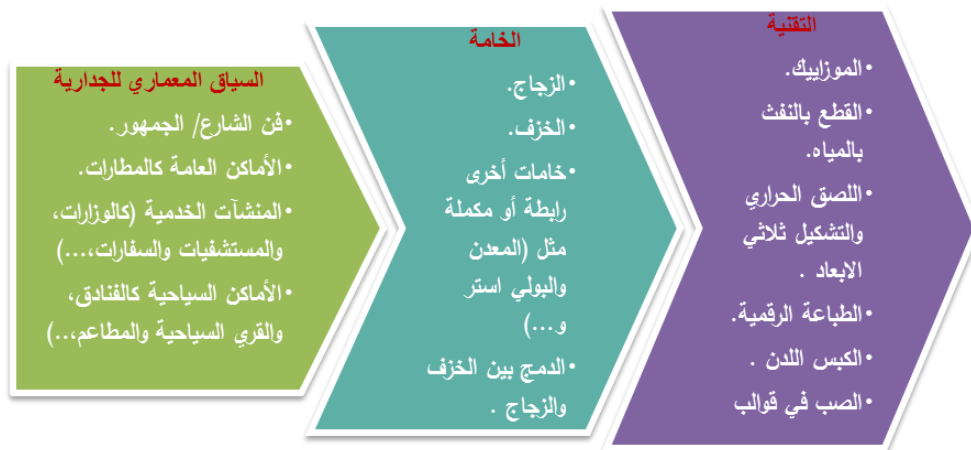 التقنية
•الموزاييك.
•القطع بالنفث
بالمياه.
•اللصق الحراري
والتشكيل ثلاثي
الابعاد .
•الطباعة الرقمية.
•الكبس اللدن .
•الصب في قوالب
الخامة
•الزجاج.
•الخزف.
•خامات أخرى
رابطة أو مكملة
مثل (المعدن
والبولي استر
و...)
•الدمج بين الخزف
والزجاج .
السياق المعماري للجدارية
•فن الشارع/ الجمهور.
•الأماكن العامة كالمطارات.
•المنشآت الخدمية (كالوزارات،
والمستشفيات والسفارات،...)
•الأماكن السياحية كالفنادق،
والقري السياحية والمطاعم،..)